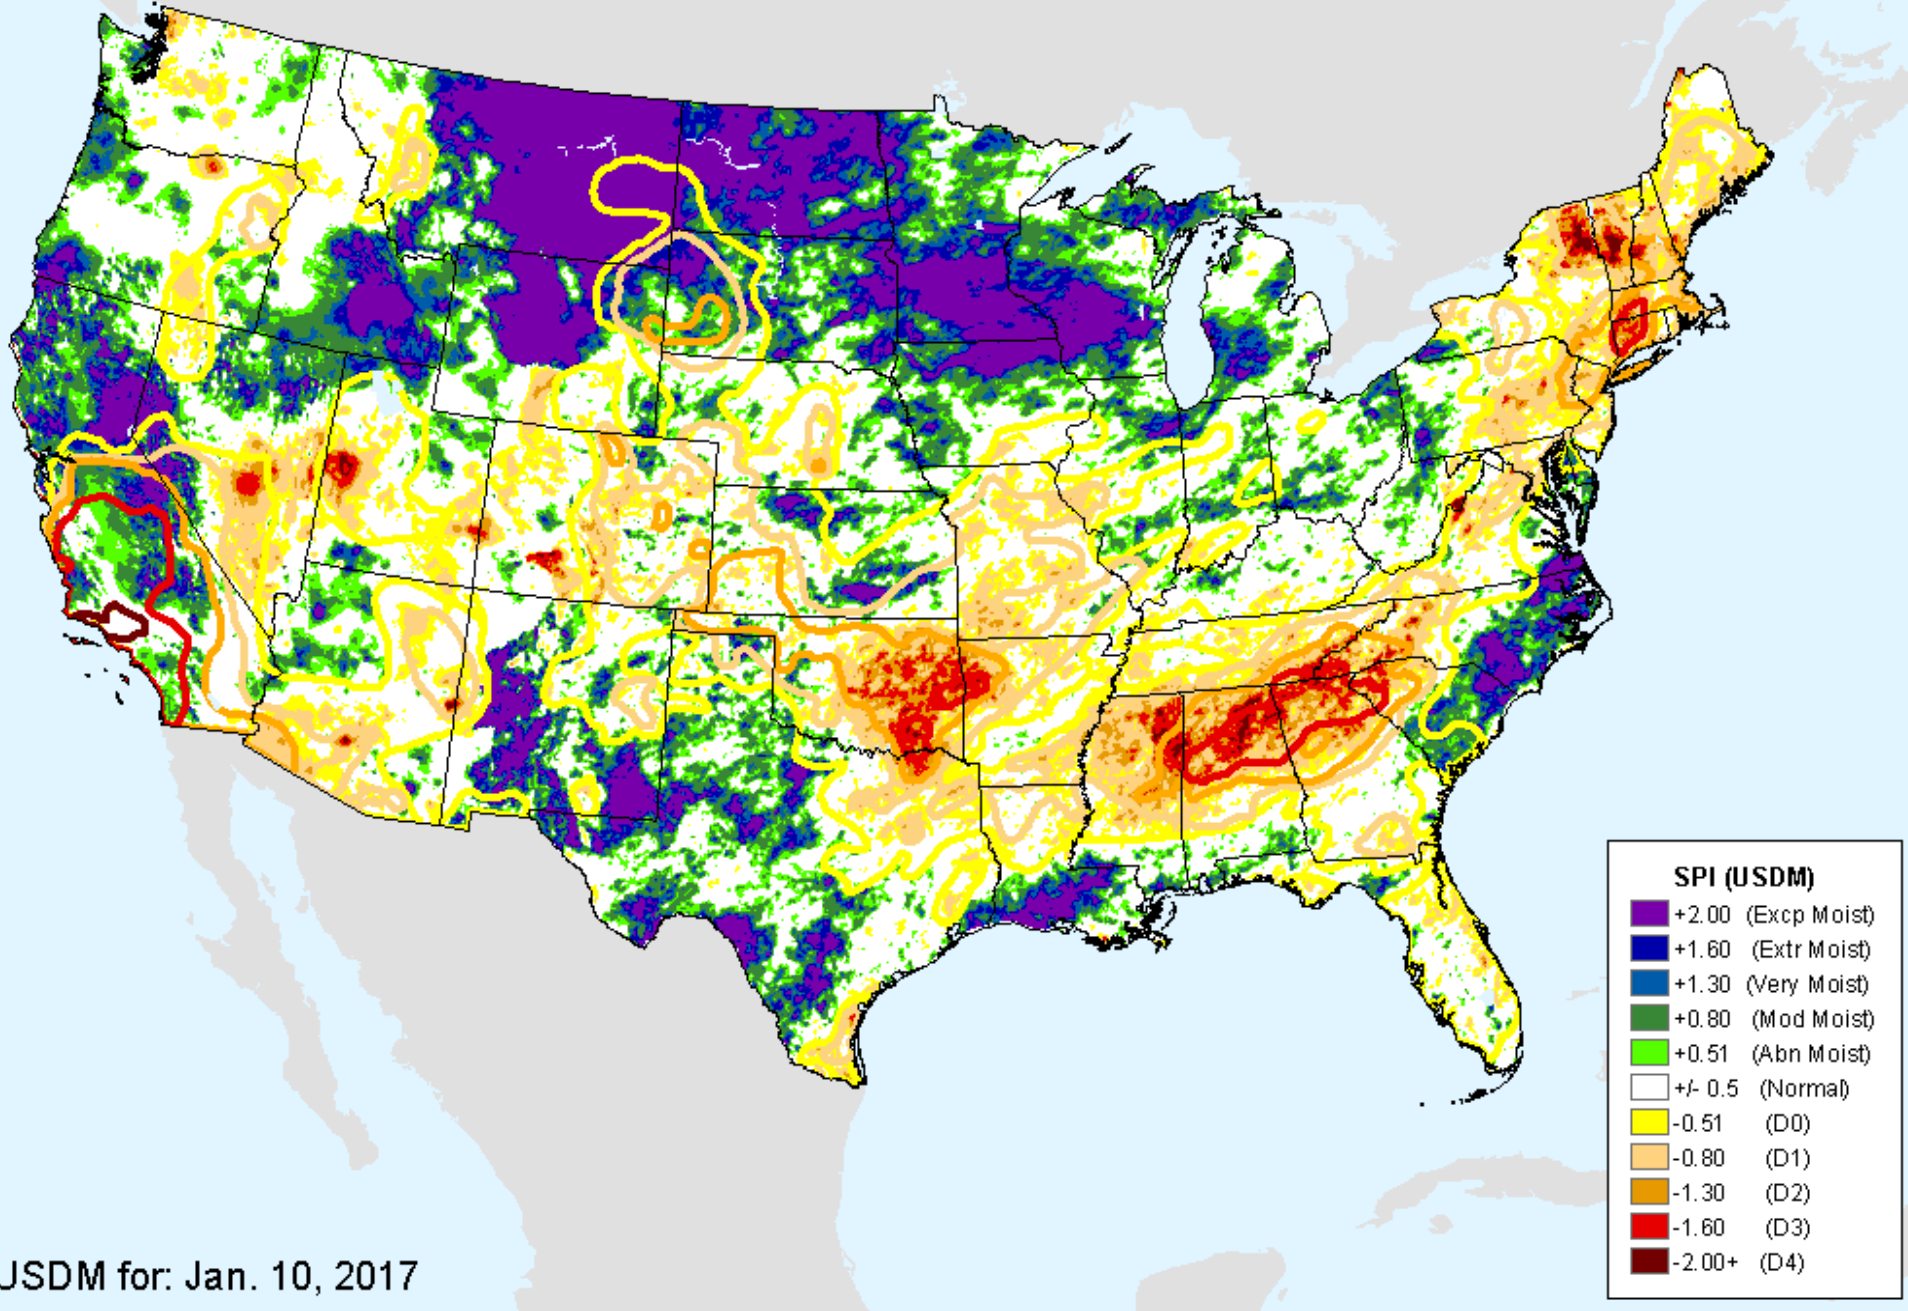 SPI (USDM)
+2.00 (Excp Moist)
+1.60 (Extr Moist)
+1.30 (Very Moist)
+0.80 (Mod Moist)
+0.51 (Abn Moist)
+/- 0.5 (Normal)
-0.51 (D0)
-0.80 (D1)
-1.30 (D2)
-1.60 (D3)
-2.00+ (D4)
USDM for: Jan. 10, 2017